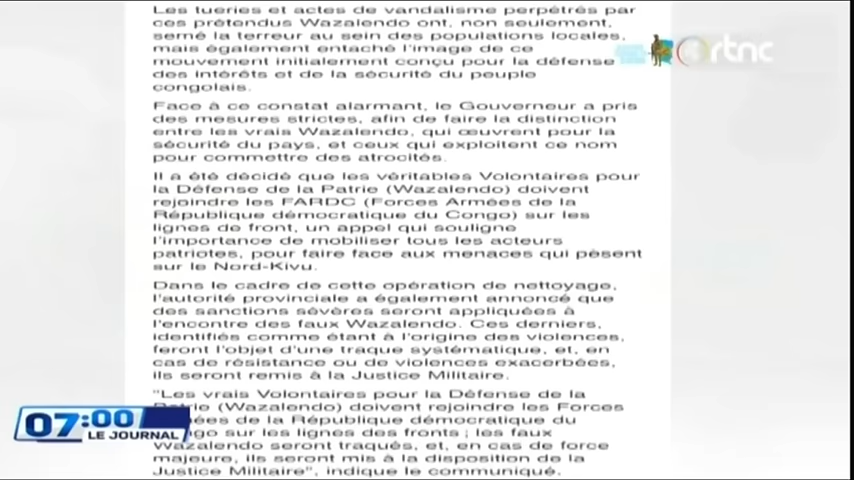 Les tueries et actes de vandalisme perpétrés par
ces prétendus Wazalendo ont, non seulement,
semé la terreur au sein des populations locales,
mais également entaché l'image de ce
mouvement initialement conçu pour la défense
des intérêts et de la sécurité du peuple
congolais.
rtnc
Face à ce constat alarmant, le Gouverneur a pris
des mesures strictes, afin de faire la distinction
entre les vrais Wazalendo, qui œuvrent pour la
sécurité du pays, et ceux qui exploitent ce nom
pour commettre des atrocités.
Il a été décidé que les véritables Volontaires pour
la Défense de la Patrie (Wazalendo) doivent
rejoindre les FARDC (Forces Armées de la
République démocratique du Congo) sur les
lignes de front, un appel qui souligne
l'importance de mobiliser tous les acteurs
patriotes, pour faire face aux menaces qui pèsent
sur le Nord-Kivu.
Dans le cadre de cette opération de nettoyage,
l'autorité provinciale a également annoncé que
des sanctions sévères seront appliquées à
l'encontre des faux Wazalendo. Ces derniers,
identifiés comme étant à l'origine des violences,
feront l'objet d'une traque systématique, et, en
cas de résistance ou de violences exacerbées,
ils seront remis à la Justice Militaire.
"Les vrais Volontaires pour la Défense de la
(Wazalendo) doivent rejoindre les Forces
de la République démocratique du
sur les lignes des fronts ; les faux
Wazalendo seront traqués, et, en cas de force
majeure, ils seront mis à la disposition de la
Justice Militaire", indique le communiqué.
07:00
LE JOURNAL